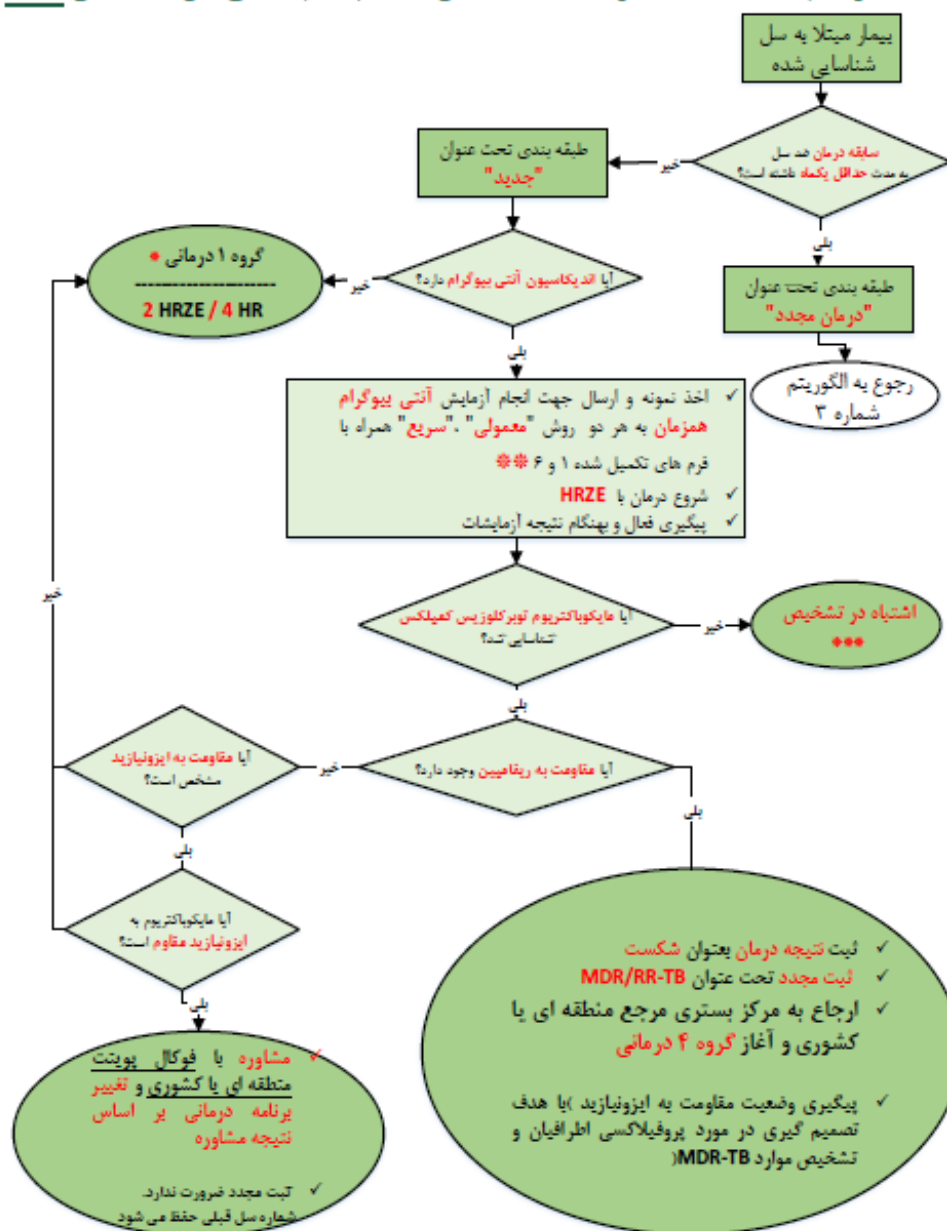 بیمار مبتلا به سل
شناسایی شده
سابقه درمان ضد سل
به مدت حداقل یکماه داشته است؟
خیر
طبقه بندی تحت عنوان
"جدید"
بلی
طبقه بندی تحت عنوان
"درمان مجدد"
رجوع به الگوریتم
شماره ۳
آیا اندیکاسیون آنتی بیوگرام دارد؟
خیر
گروه ۱ درمانی *
---------------------
2 HRZE / 4 HR
بلی
✓ اخذ نمونه و ارسال جهت انجام آزمایش آنتی بیوگرام
همزمان به هر دو روش "معمولی" ،"سریع" همراه با
فرم های تکمیل شده ۱ و ۶ **
✓ شروع درمان با HRZE
✓ پیگیری فعال و بهنگام نتیجه آزمایشات
آیا مایکوباکتریوم توبرکلوزیس کمپلکس
شناسایی شد؟
خیر
اشتباه در تشخیص
***
بلی
آیا مقاومت به ریفامپین وجود دارد؟
خیر
آیا مقاومت به ایزونیازید
مشخص است؟
خیر
بلی
آیا مایکوباکتریوم به
ایزونیازید مقاوم است؟
بلی
✓ مشاوره با فوکال پوینت
منطقه ای یا کشوری و تغییر
برنامه درمانی بر اساس
نتیجه مشاوره
✓ ثبت مجدد ضرورت ندارد.
شماره سل قبلی حفظ می شود
بلی
✓ ثبت نتیجه درمان بعنوان شکست
✓ ثبت مجدد تحت عنوان MDR/RR-TB
✓ ارجاع به مرکز بستری مرجع منطقه ای یا
کشوری و آغاز گروه ۴ درمانی
✓ پیگیری وضعیت مقاومت به ایزونیازید )با هدف
تصمیم گیری در مورد پروفیلاکسی اطرافیان و
تشخیص موارد MDR-TB(